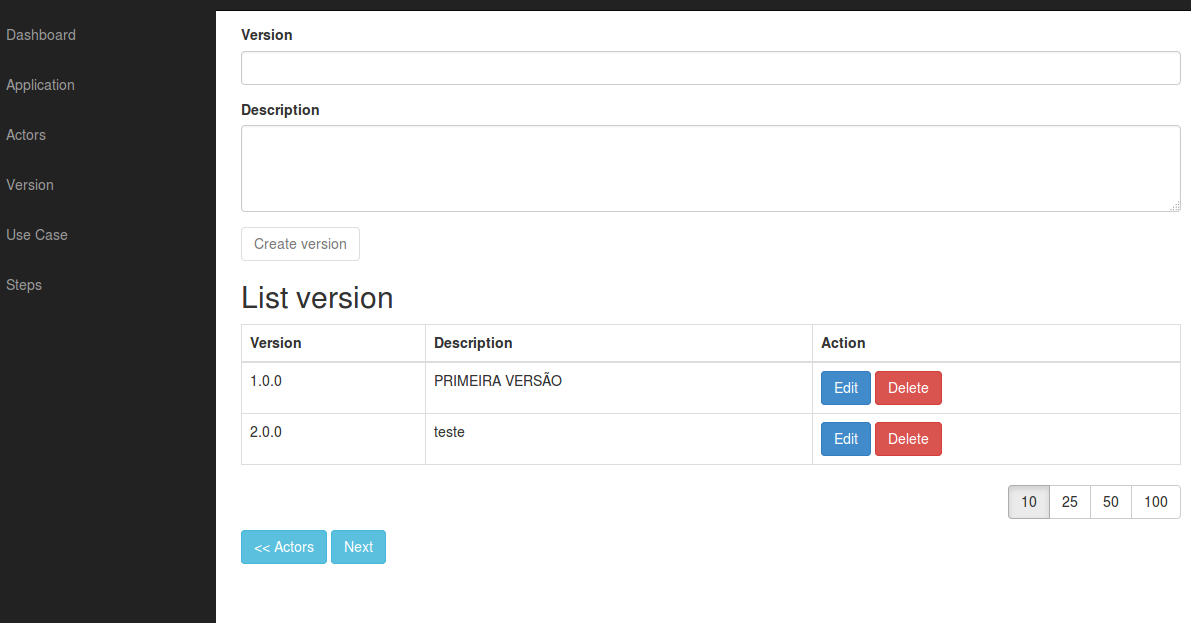 Dashboard
Application
Actors
Version
Use Case
Steps
Version
Description
Create version
List version
Version Description Action
1.0.0 PRIMEIRA VERSÃO Edit Delete
2.0.0 teste Edit Delete
10 25 50 100
<< Actors Next